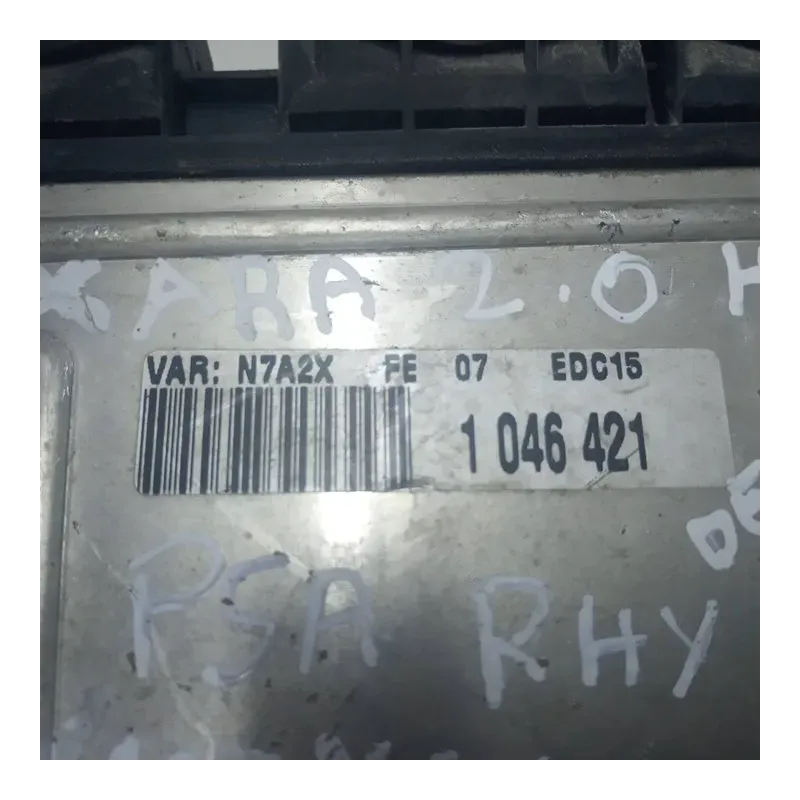 XARA 2.0 H
VAR: N7A2X FE 07 EDC15
1 046 421
DE
PSA RHY